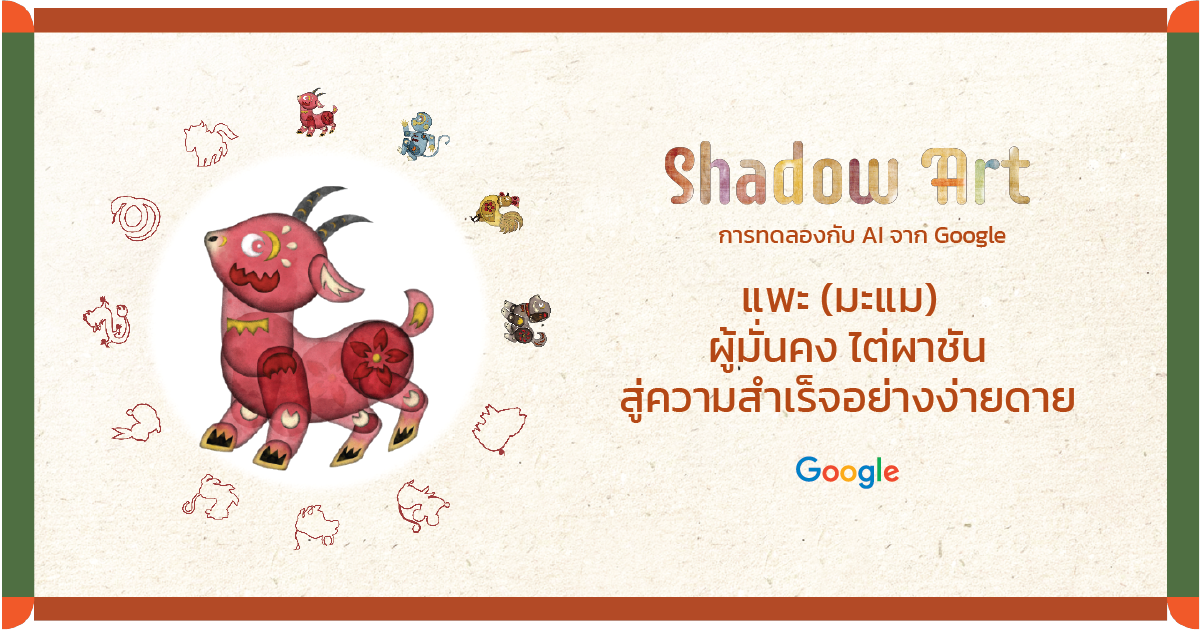 Shadow Art
การทดลองกับ AI จาก Google
แพะ (มะแม)
ผู้มั่นคง ไต่ผาชัน
สู่ความสำเร็จอย่างง่ายดาย
Google